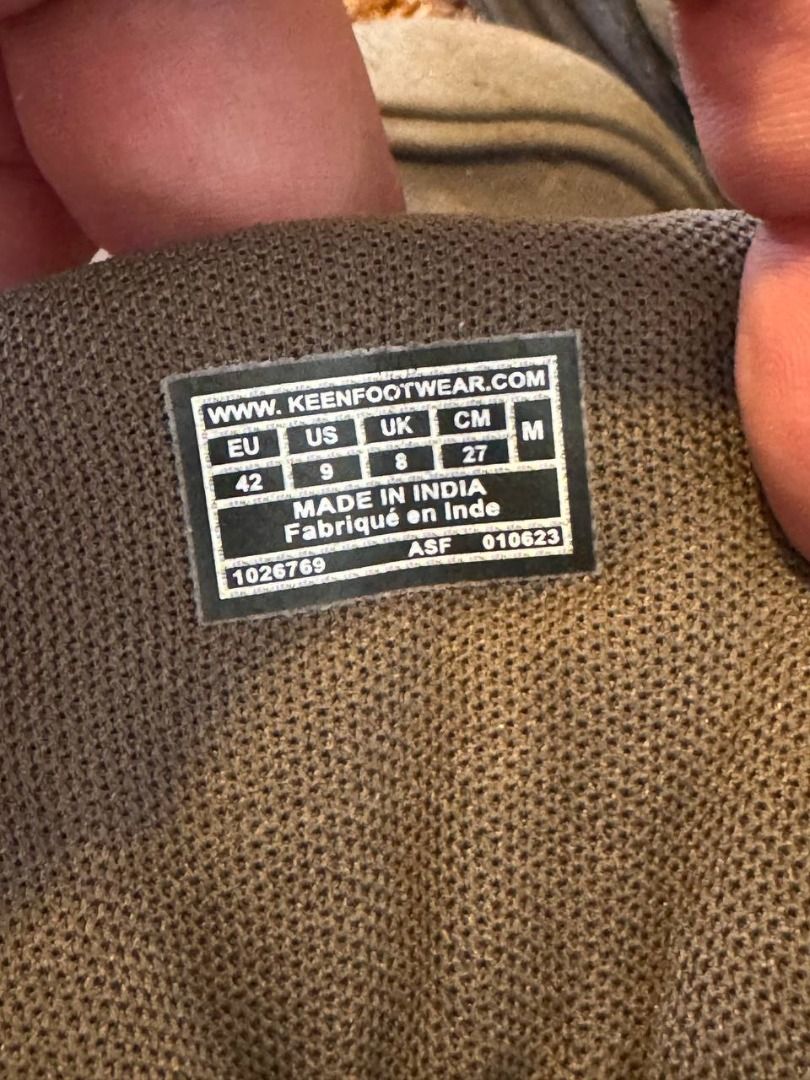 WWW. KEENFOOTWEAR.COM
EU US UK CM M
42 9 8 27
MADE IN INDIA
Fabriqué en Inde
1026769 ASF 010623